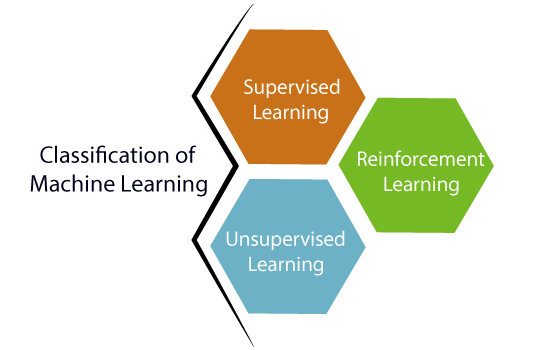 Classification of
Machine Learning
Supervised
Learning
Reinforcement
Learning
Unsupervised
Learning